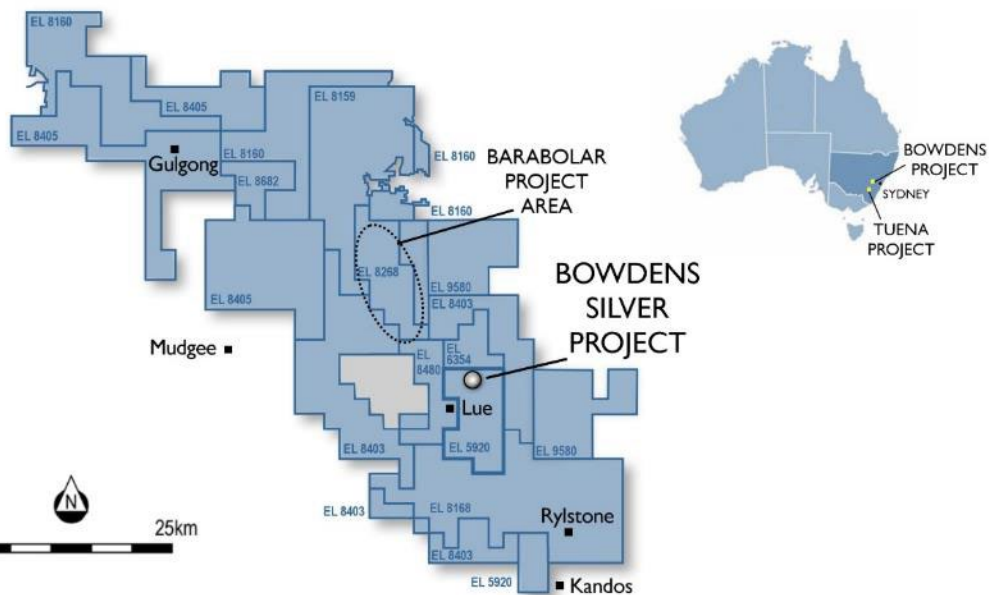 EL 8160
EL 8405
EL 8159
EL 8405
Gulgong
EL 8160
EL 8682
EL 8160
BARABOLAR
PROJECT
AREA
EL 8160
EL 8268
EL 9580
EL 8405
EL 8403
BOWDENS
SILVER
PROJECT
Mudgee
EL
8480
EL
6354
Lue
EL 8403
EL 5920
EL 9580
EL 8403
EL 8168
Rylstone
EL 8403
EL 5920
Kandos
N
25km
BOWDENS
PROJECT
SYDNEY
TUENA
PROJECT